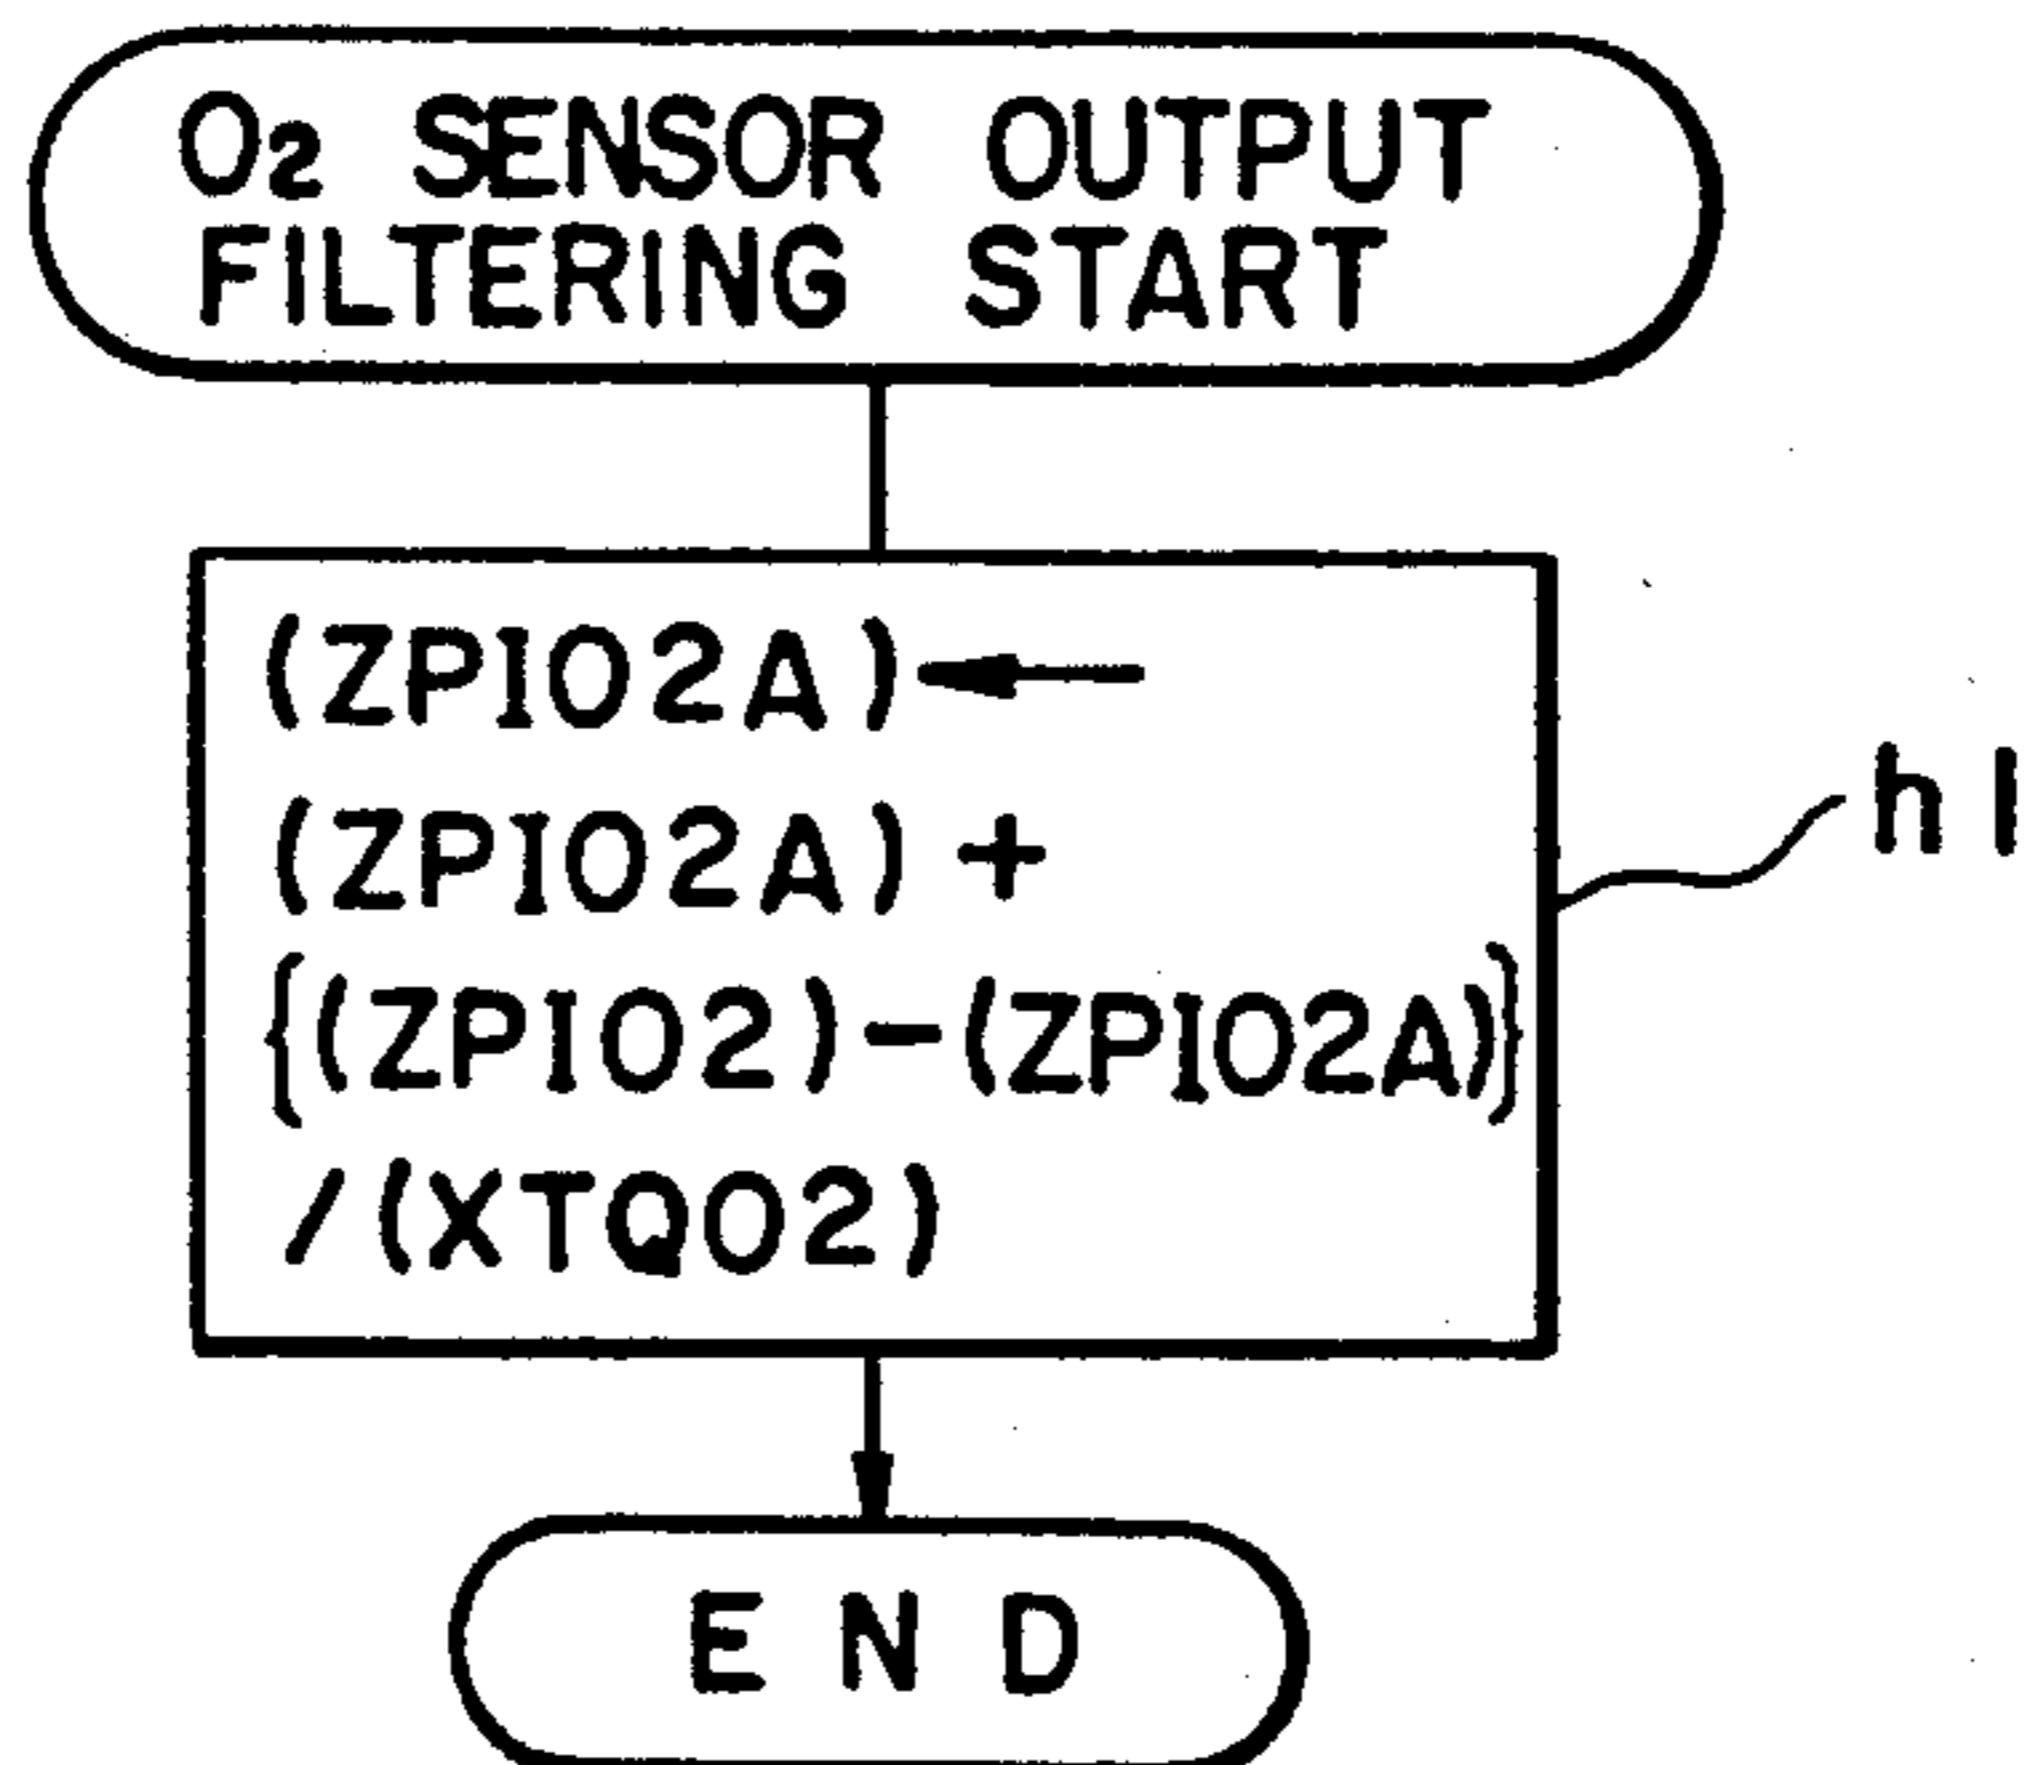 O₂ SENSOR OUTPUT
FILTERING START
(ZPIO2A)←
(ZPIO2A)+
{(ZPIO2)-(ZPIO2A)}
/(XTQO2)
h1
END